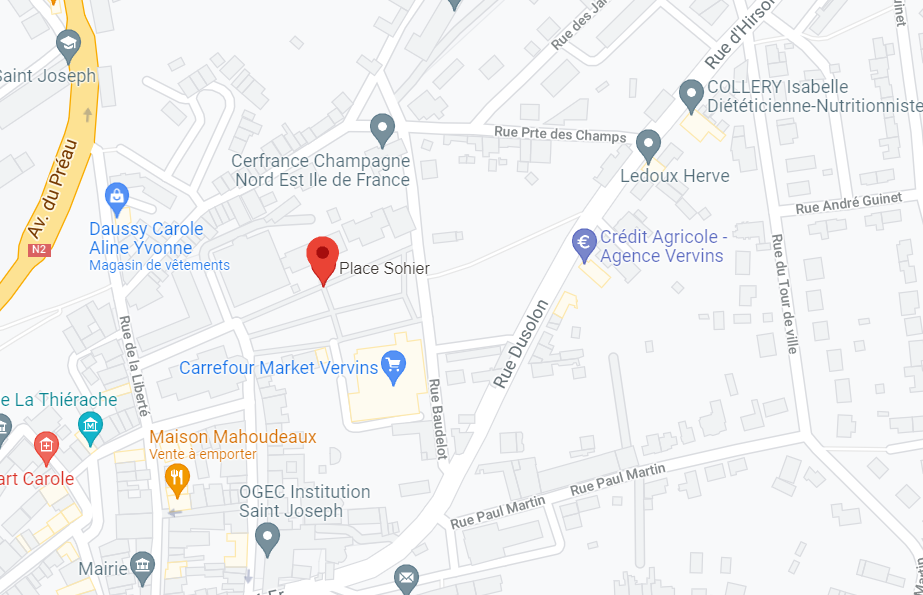 Rue d'Hirson
Rue des Jar
Guinet
Saint Joseph
COLLERY Isabelle
Diététicienne-Nutritionniste
Rue Prte des Champs
Cerfrance Champagne
Nord Est Ile de France
Ledoux Herve
Av. du Préau
N2
Daussy Carole
Aline Yvonne
Magasin de vêtements
Rue André Guinet
Crédit Agricole -
Agence Vervins
Place Sohier
Rue du Tour de ville
Rue de la Liberté
Rue Dusolon
Carrefour Market Vervins
Rue Baudelot
e La Thiérache
Maison Mahoudeaux
Vente à emporter
art Carole
OGEC Institution
Saint Joseph
Rue Paul Martin
Rue Paul Martin
Mairie
Martin